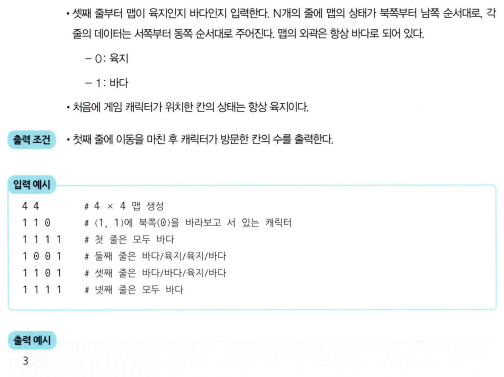 • 셋째 줄부터 맵이 육지인지 바다인지 입력한다. N개의 줄에 맵의 상태가 북쪽부터 남쪽 순서대로, 각
줄의 데이터는 서쪽부터 동쪽 순서대로 주어진다. 맵의 외곽은 항상 바다로 되어 있다.
– 0: 육지
– 1: 바다
• 처음에 게임 캐릭터가 위치한 칸의 상태는 항상 육지이다.
출력 조건 • 첫째 줄에 이동을 마친 후 캐릭터가 방문한 칸의 수를 출력한다.
입력 예시
4 4 # 4 × 4 맵 생성
1 1 0 # (1, 1)에 북쪽(0)을 바라보고 서 있는 캐릭터
1 1 1 1 # 첫 줄은 모두 바다
1 0 0 1 # 둘째 줄은 바다/육지/육지/바다
1 1 0 1 # 셋째 줄은 바다/바다/육지/바다
1 1 1 1 # 넷째 줄은 모두 바다
출력 예시
3